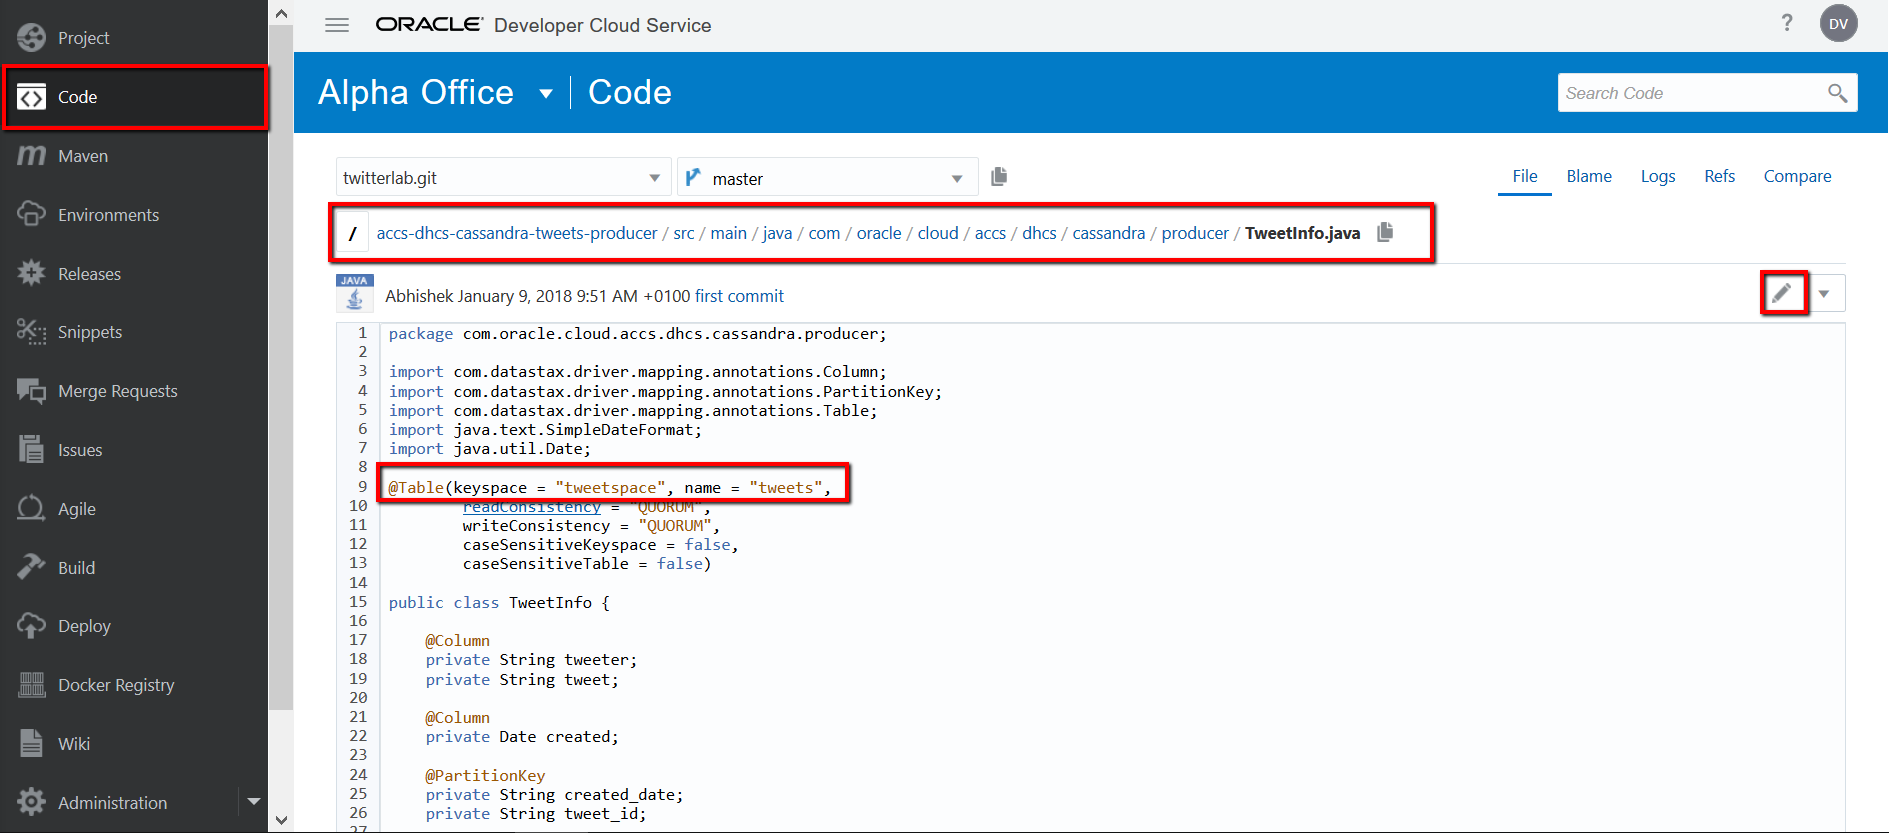 Project
Code
Maven
Environments
Releases
Snippets
Merge Requests
Issues
Agile
Build
Deploy
Docker Registry
Wiki
Administration
ORACLE Developer Cloud Service
? DV
Alpha Office | Code
Search Code
twitterlab.git
master
File Blame Logs Refs Compare
/ accs-dhcs-cassandra-tweets-producer / src / main / java / com / oracle / cloud / accs / dhcs / cassandra / producer / TweetInfo.java
JAVA
Abhishek January 9, 2018 9:51 AM +0100 first commit
1 package com.oracle.cloud.accs.dhcs.cassandra.producer;
2
3 import com.datastax.driver.mapping.annotations.Column;
4 import com.datastax.driver.mapping.annotations.PartitionKey;
5 import com.datastax.driver.mapping.annotations.Table;
6 import java.text.SimpleDateFormat;
7 import java.util.Date;
8
9 @Table(keyspace = "tweetspace", name = "tweets",
10 readConsistency = "QUORUM",
11 writeConsistency = "QUORUM",
12 caseSensitiveKeyspace = false,
13 caseSensitiveTable = false)
14
15 public class TweetInfo {
16
17 @Column
18 private String tweeter;
19 private String tweet;
20
21 @Column
22 private Date created;
23
24 @PartitionKey
25 private String created_date;
26 private String tweet_id;
27